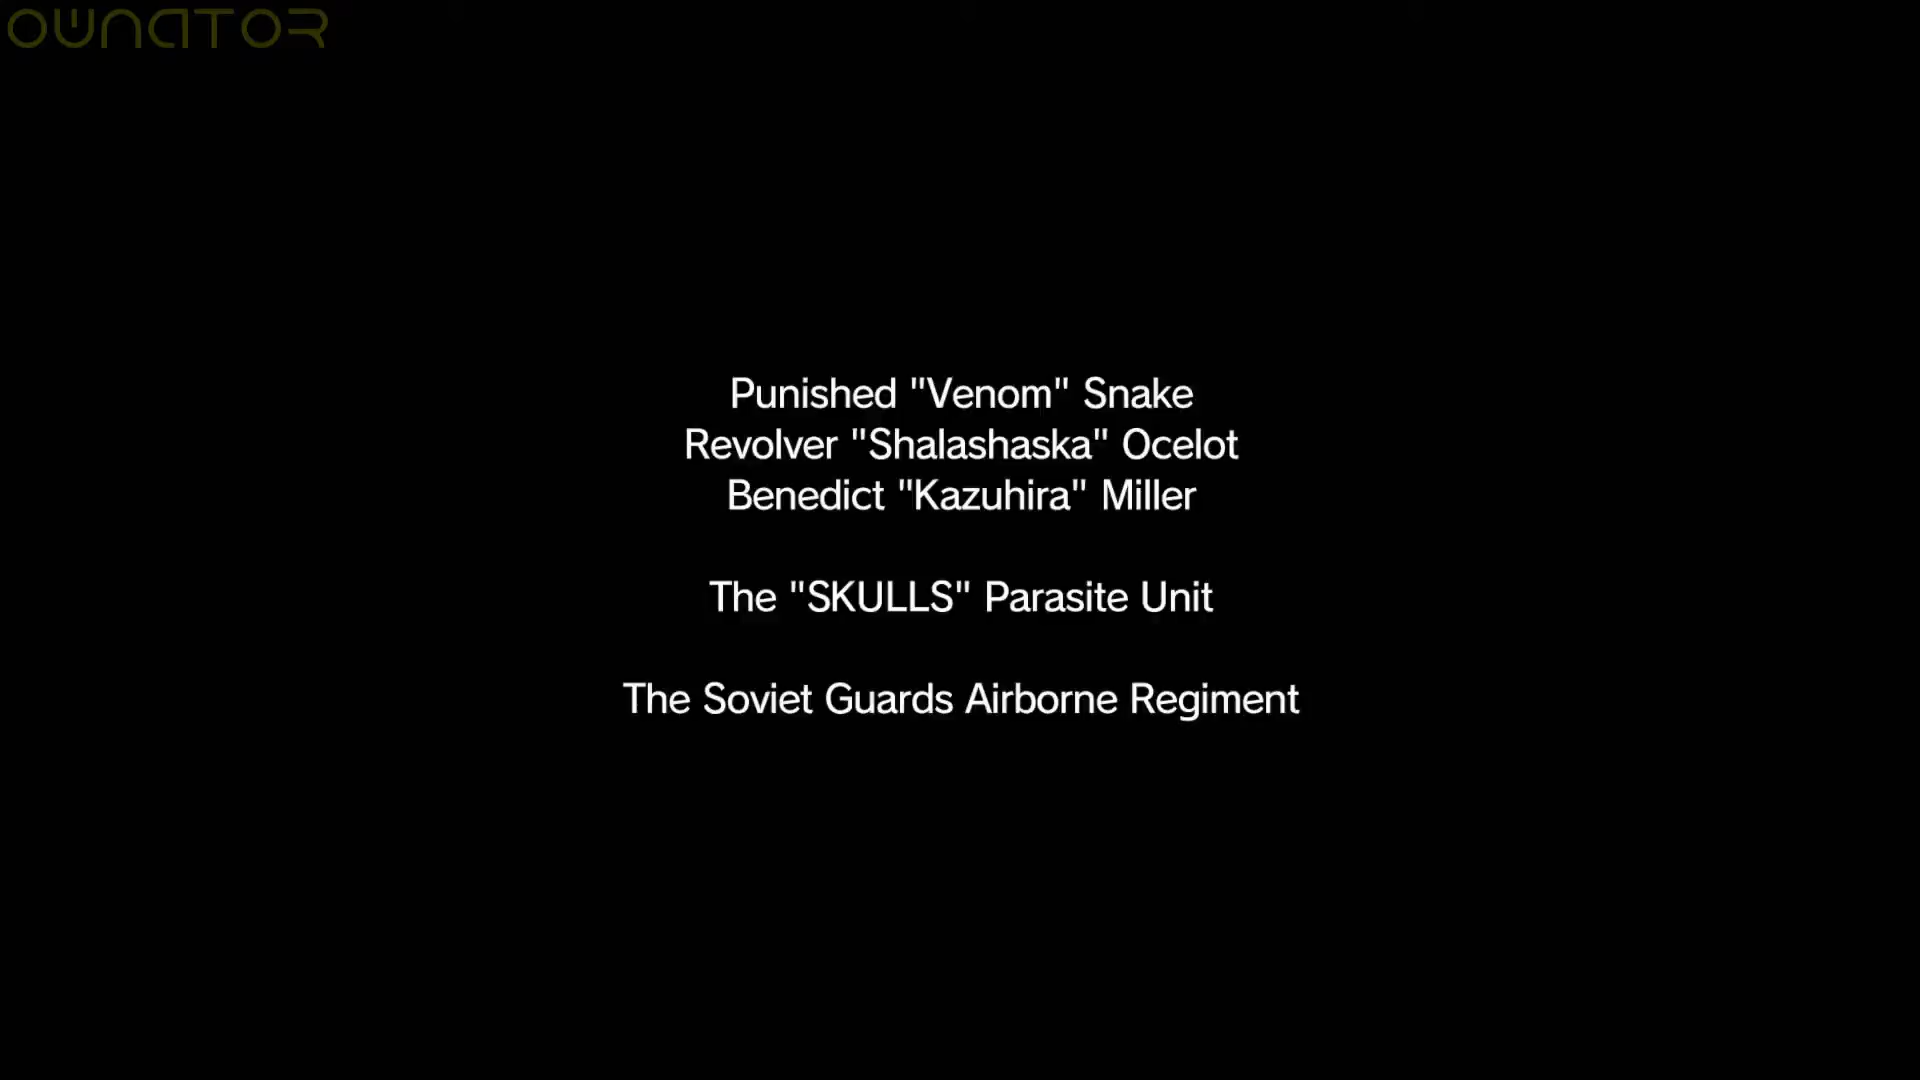 OWNATOR
Punished "Venom" Snake
Revolver "Shalashaska" Ocelot
Benedict "Kazuhira" Miller
The "SKULLS" Parasite Unit
The Soviet Guards Airborne Regiment